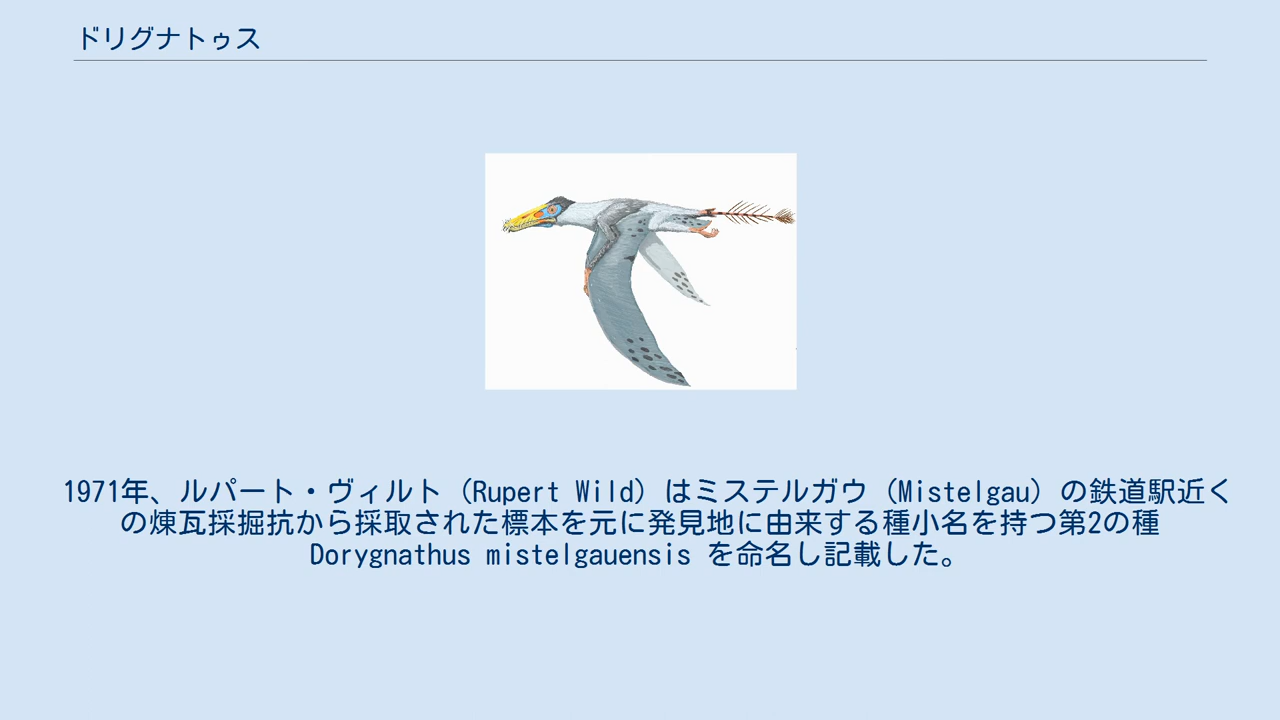 ドリグナトゥス
1971年、ルパート・ヴィルト（Rupert Wild）はミステルガウ（Mistelgau）の鉄道駅近く
の煉瓦採掘抗から採取された標本を元に発見地に由来する種小名を持つ第2の種
Dorygnathus mistelgauensis を命名し記載した。